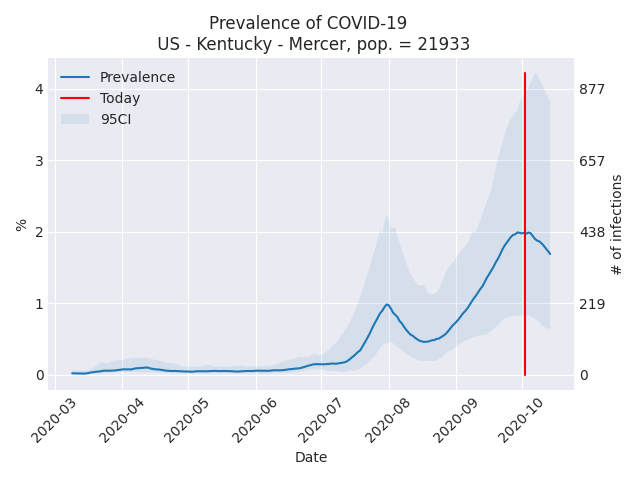 Prevalence of COVID-19
US - Kentucky - Mercer, pop. = 21933
Prevalence
Today
95CI
4
3
2
1
0
%
877
657
438
219
0
# of infections
2020-03
2020-04
2020-05
2020-06
2020-07
2020-08
2020-09
2020-10
Date